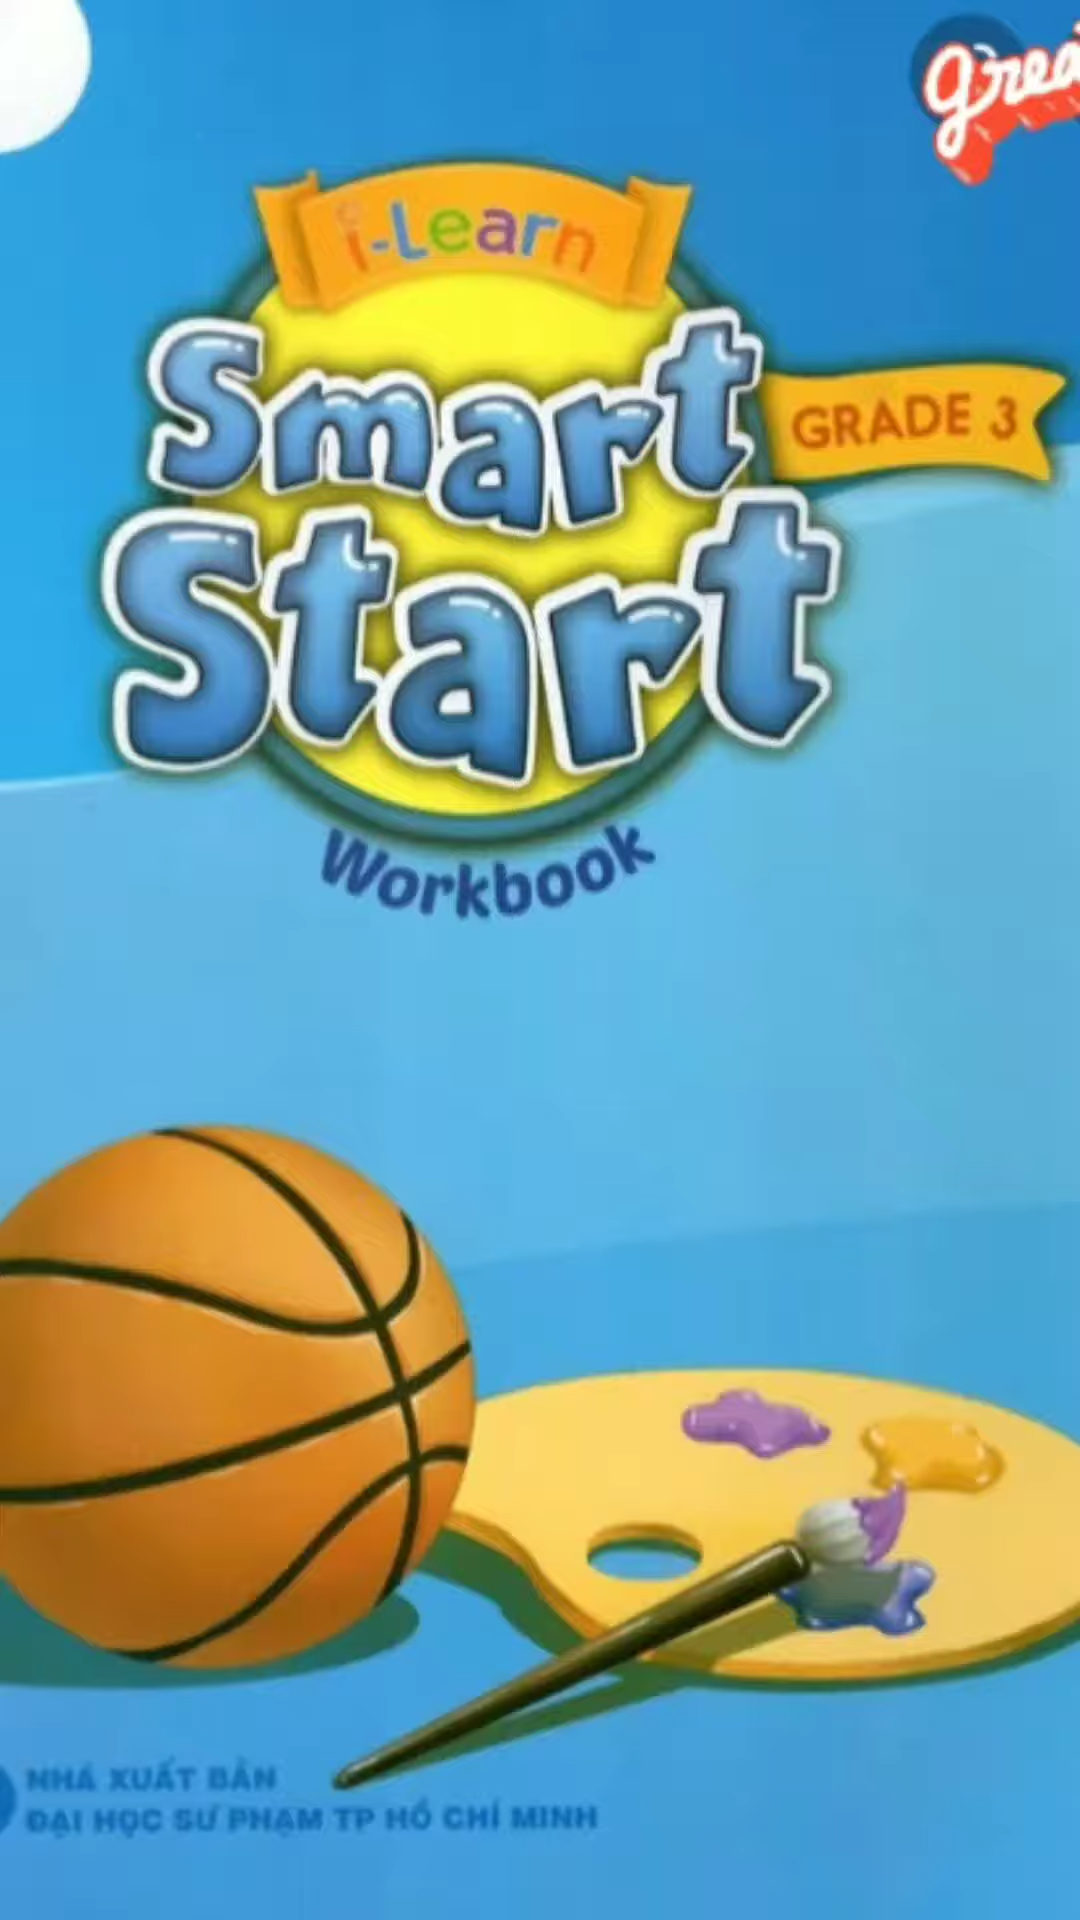 i-Learn
Smart
Start
GRADE 3
Workbook
NHÀ XUẤT BẢN
ĐẠI HỌC SƯ PHẠM TP HỒ CHÍ MINH